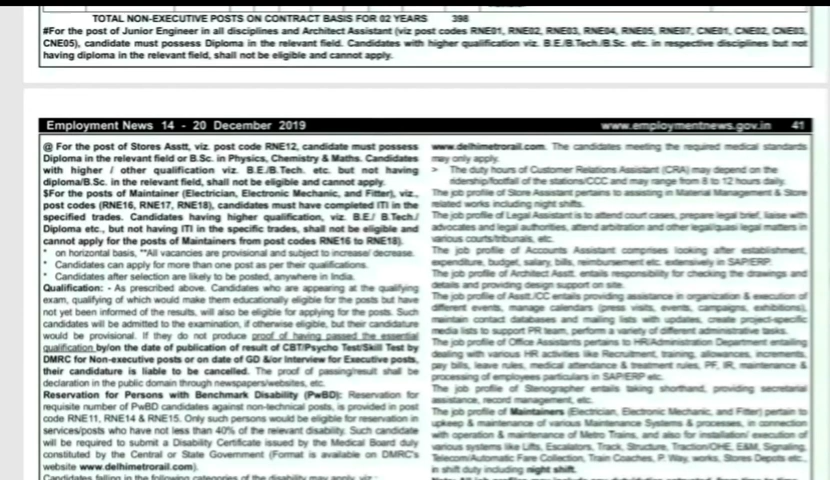 TOTAL NON-EXECUTIVE POSTS ON CONTRACT BASIS FOR 02 YEARS 398
#For the post of Junior Engineer in all disciplines and Architect Assistant (viz post codes RNE01, RNE02, RNE03, RNE04, RNE05, RNE07, CNE01, CNE02, CNE03,
CNE05), candidate must possess Diploma in the relevant field. Candidates with higher qualification viz. B.E./B.Tech./B.Sc. etc. in respective disciplines but not
having diploma in the relevant field, shall not be eligible and cannot apply.
Employment News 14 - 20 December 2019 www.employmentnews.gov.in 41
@ For the post of Stores Asstt, viz. post code RNE12, candidate must possess
Diploma in the relevant field or B.Sc. in Physics, Chemistry & Maths. Candidates
with higher / other qualification viz. B.E./B.Tech. etc. but not having
diploma/B.Sc. in the relevant field, shall not be eligible and cannot apply.
$For the posts of Maintainer (Electrician, Electronic Mechanic, and Fitter), viz.,
post codes (RNE16, RNE17, RNE18), candidates must have completed ITI in the
specified trades. Candidates having higher qualification, viz. B.E./ B.Tech./
Diploma etc., but not having ITI in the specific trades, shall not be eligible and
cannot apply for the posts of Maintainers from post codes RNE16 to RNE18).
* on horizontal basis, **All vacancies are provisional and subject to increase/ decrease.
* Candidates can apply for more than one post as per their qualifications.
* Candidates after selection are likely to be posted, anywhere in India.
Qualification: - As prescribed above. Candidates who are appearing at the qualifying
exam, qualifying of which would make them educationally eligible for the posts but have
not yet been informed of the results, will also be eligible for applying for the posts. Such
candidates will be admitted to the examination, if otherwise eligible, but their candidature
would be provisional. If they do not produce proof of having passed the essential
qualification by/on the date of publication of result of CBT/Psycho Test/Skill Test by
DMRC for Non-executive posts or on date of GD &/or Interview for Executive posts,
their candidature is liable to be cancelled. The proof of passing/result shall be
declaration in the public domain through newspapers/websites, etc.
Reservation for Persons with Benchmark Disability (PwBD): Reservation for
requisite number of PwBD candidates against non-technical posts, is provided in post
code RNE11, RNE14 & RNE15. Only such persons would be eligible for reservation in
services/posts who have not less than 40% of the relevant disability. Such candidate
will be required to submit a Disability Certificate issued by the Medical Board duly
constituted by the Central or State Government (Format is available on DMRC's
website www.delhimetrorail.com).
Candidates falling in the following categories of the disability may apply, viz.:
www.delhimetrorail.com. The candidates meeting the required medical standards
may only apply.
> The duty hours of Customer Relations Assistant (CRA) may depend on the
ridership/footfall of the stations/CCC and may range from 8 to 12 hours daily.
The job profile of Store Assistant pertains to assisting in Material Management & Store
related works including night shifts.
The job profile of Legal Assistant is to attend court cases, prepare legal brief, liaise with
advocates and legal authorities, attend arbitration and other legal/quasi legal matters in
various courts/tribunals, etc.
The job profile of Accounts Assistant comprises looking after establishment,
expenditure, budget, salary, bills, reimbursement etc. extensively in SAP/ERP.
The job profile of Architect Asstt. entails responsibility for checking the drawings and
details and providing design support on site.
The job profile of Asstt./CC entails providing assistance in organization & execution of
different events, manage calendars (press visits, events, campaigns, exhibitions),
maintain contact databases and mailing lists with updates, create project-specific
media lists to support PR team, perform a variety of different administrative tasks.
The job profile of Office Assistants pertains to HR/Administration Department entailing
dealing with various HR activities like Recruitment, training, allowances, increments,
pay bills, leave rules, medical attendance & treatment rules, PF, IR, maintenance &
processing of employees particulars in SAP/ERP etc.
The job profile of Stenographer entails taking shorthand, providing secretarial
assistance, record management, etc.
The job profile of Maintainers (Electrician, Electronic Mechanic, and Fitter) pertain to
upkeep & maintenance of various Maintenance Systems & processes, in connection
with operation & maintenance of Metro Trains, and also for installation/ execution of
various systems like Lifts, Escalators, Track, Structure, Traction/OHE, E&M, Signaling,
Telecom/Automatic Fare Collection, Train Coaches, P. Way, works, Stores Depots etc.,
in shift duty including night shift.